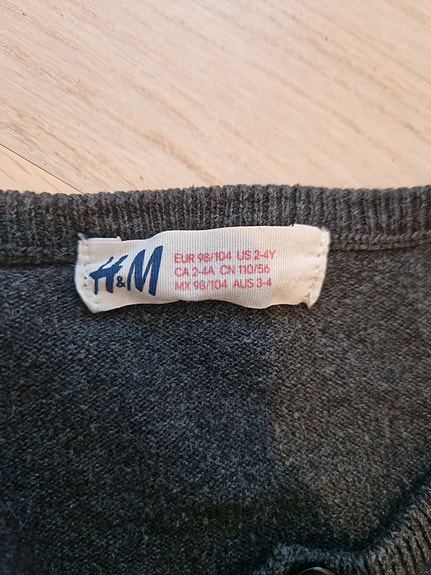 H&M
EUR 98/104 US 2-4Y
CA 2-4A CN 110/56
MX 98/104 AUS 3-4